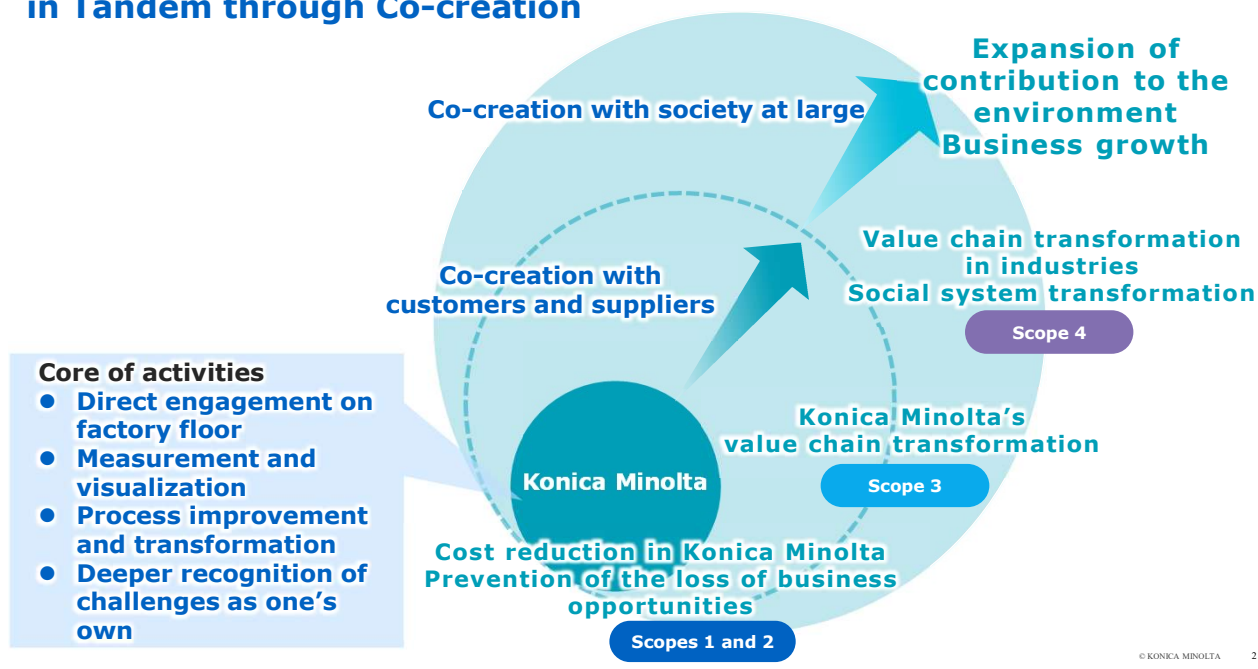 in Tandem through Co-creation
Expansion of
contribution to the
environment
Business growth
Co-creation with society at large
Value chain transformation
in industries
Social system transformation
Scope 4
Co-creation with
customers and suppliers
Core of activities
● Direct engagement on
factory floor
● Measurement and
visualization
● Process improvement
and transformation
● Deeper recognition of
challenges as one's
own
Konica Minolta's
value chain transformation
Scope 3
Konica Minolta
Cost reduction in Konica Minolta
Prevention of the loss of business
opportunities
Scopes 1 and 2
© KONICA MINOLTA 2